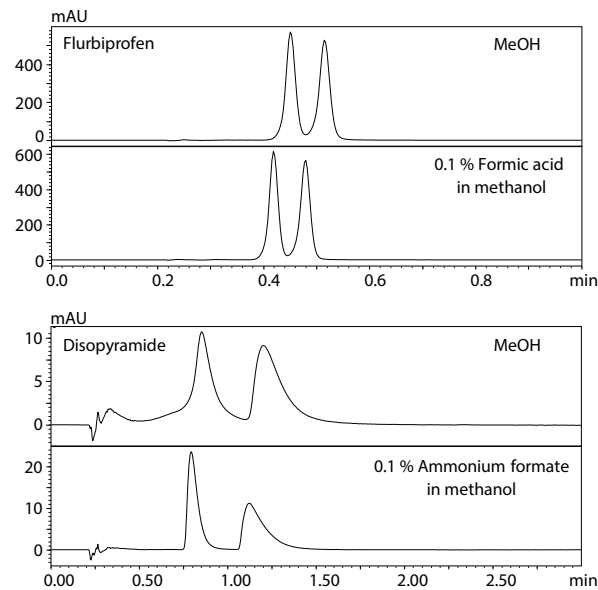 mAU
Flurbiprofen MeOH
400
200
0
600
0.1 % Formic acid
in methanol
400
200
0
0.0 0.2 0.4 0.6 0.8 min
mAU
Disopyramide MeOH
10
5
0
0.1 % Ammonium formate
in methanol
20
10
0
0.00 0.50 1.00 1.50 2.00 2.50 min